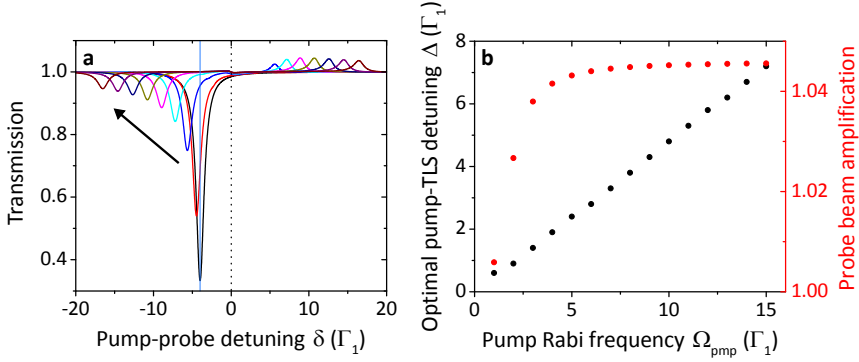 a
1.0
0.8
0.6
0.4
Transmission
-20 -10 0 10 20
Pump-probe detuning δ (Γ₁)
b
8
6
4
2
0
Optimal pump-TLS detuning Δ (Γ₁)
1.04
1.02
1.00
Probe beam amplification
0 5 10 15
Pump Rabi frequency Ωpmp (Γ₁)